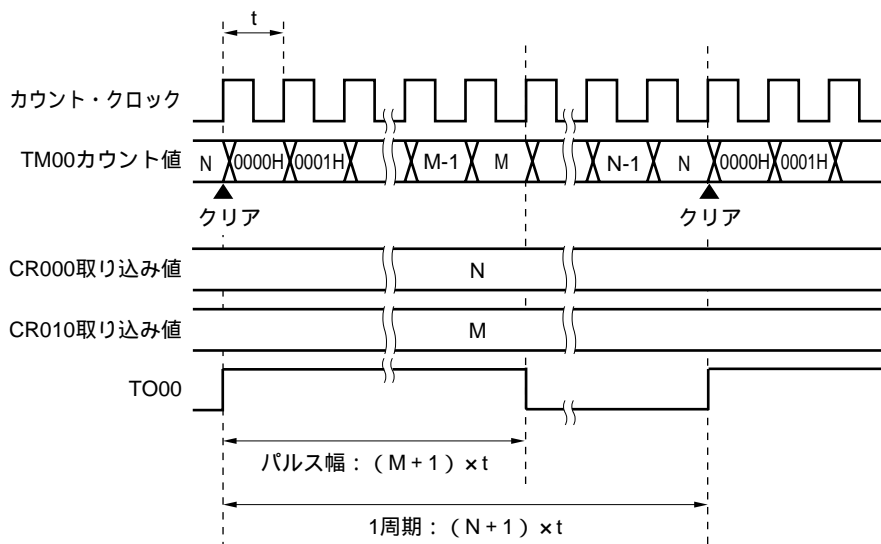 t
カウント・クロック
TM00カウント値 N 0000H 0001H M-1 M N-1 N 0000H 0001H
クリア クリア
CR000取り込み値 N
CR010取り込み値 M
TO00
パルス幅：（M+1）×t
1周期：（N+1）×t